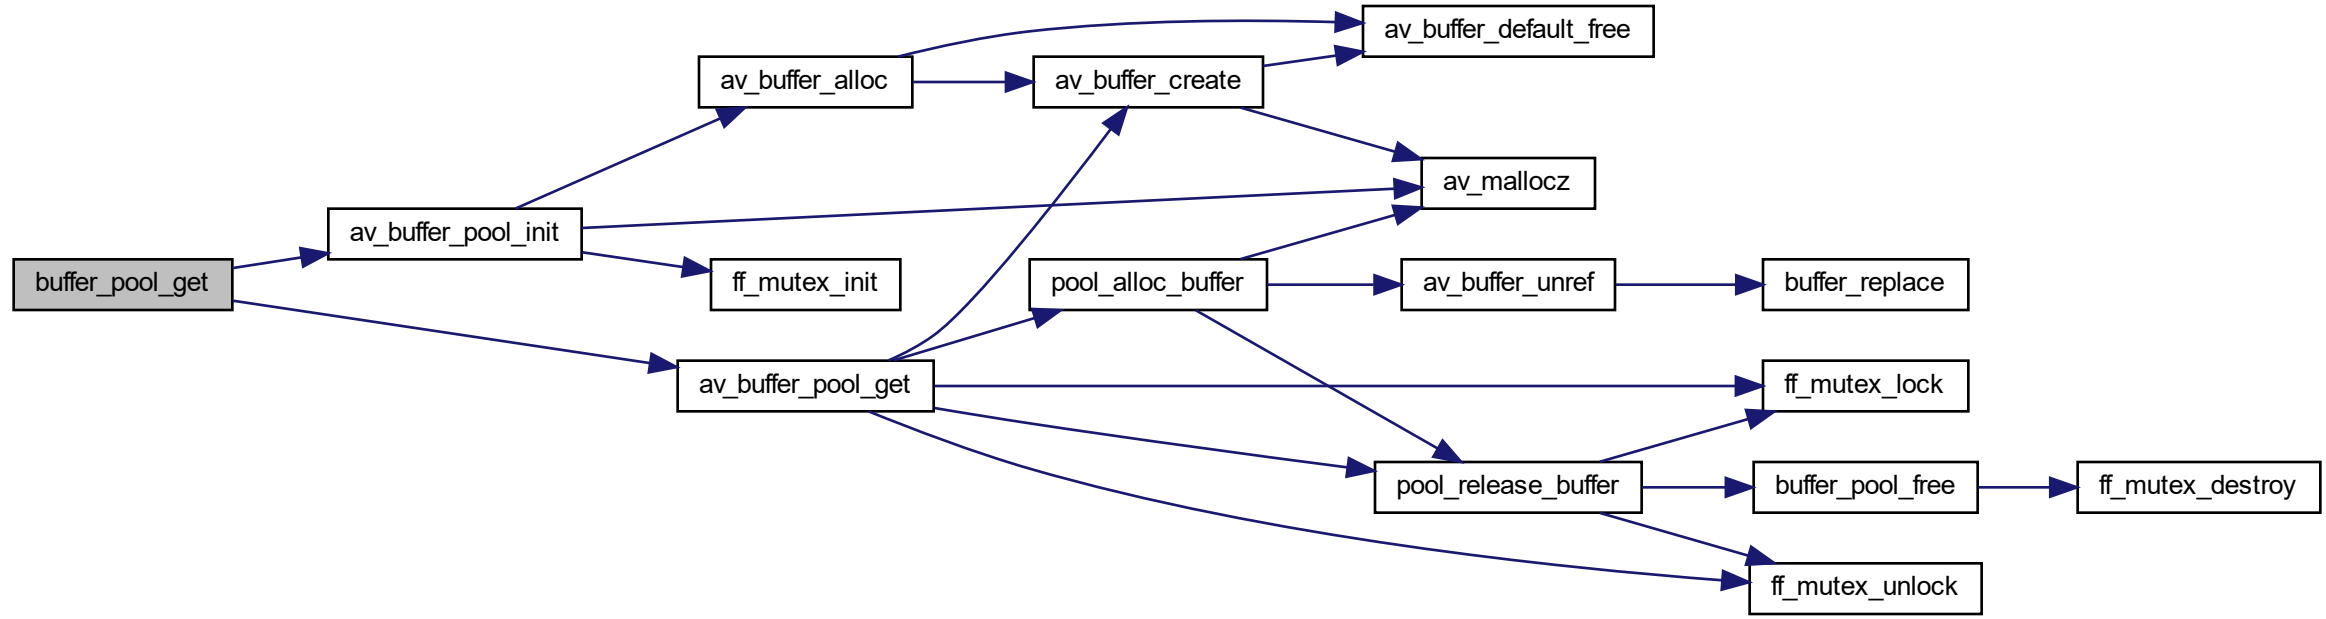 av_buffer_default_free
av_buffer_alloc
av_buffer_create
av_mallocz
av_buffer_pool_init
buffer_pool_get
ff_mutex_init
pool_alloc_buffer
av_buffer_unref
buffer_replace
av_buffer_pool_get
ff_mutex_lock
pool_release_buffer
buffer_pool_free
ff_mutex_destroy
ff_mutex_unlock